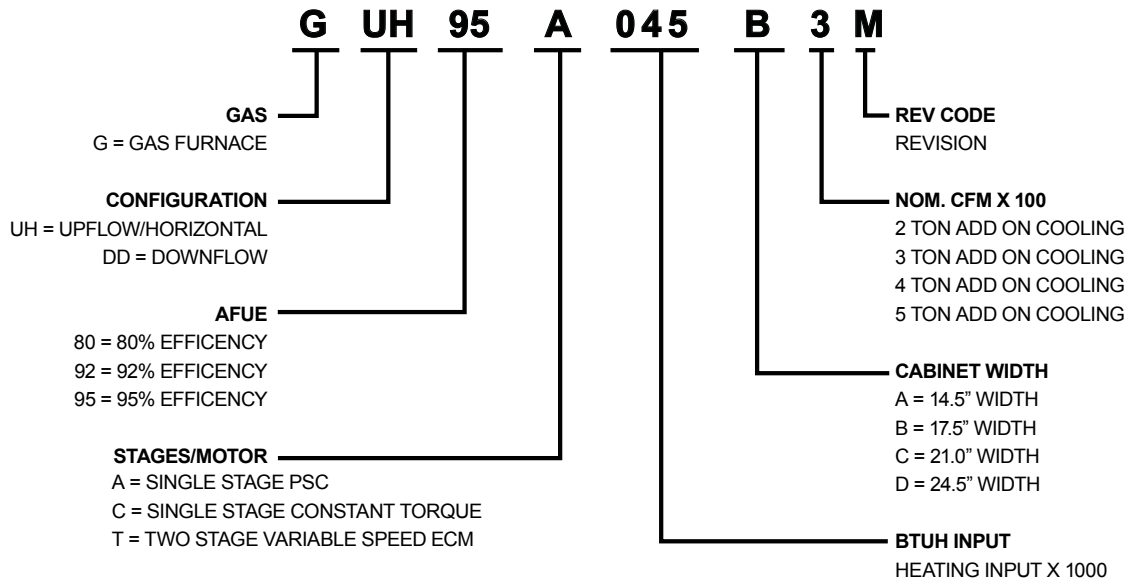 G UH 95 A 045 B 3 M
GAS
G = GAS FURNACE
CONFIGURATION
UH = UPFLOW/HORIZONTAL
DD = DOWNFLOW
AFUE
80 = 80% EFFICENCY
92 = 92% EFFICENCY
95 = 95% EFFICENCY
STAGES/MOTOR
A = SINGLE STAGE PSC
C = SINGLE STAGE CONSTANT TORQUE
T = TWO STAGE VARIABLE SPEED ECM
REV CODE
REVISION
NOM. CFM X 100
2 TON ADD ON COOLING
3 TON ADD ON COOLING
4 TON ADD ON COOLING
5 TON ADD ON COOLING
CABINET WIDTH
A = 14.5” WIDTH
B = 17.5” WIDTH
C = 21.0” WIDTH
D = 24.5” WIDTH
BTUH INPUT
HEATING INPUT X 1000